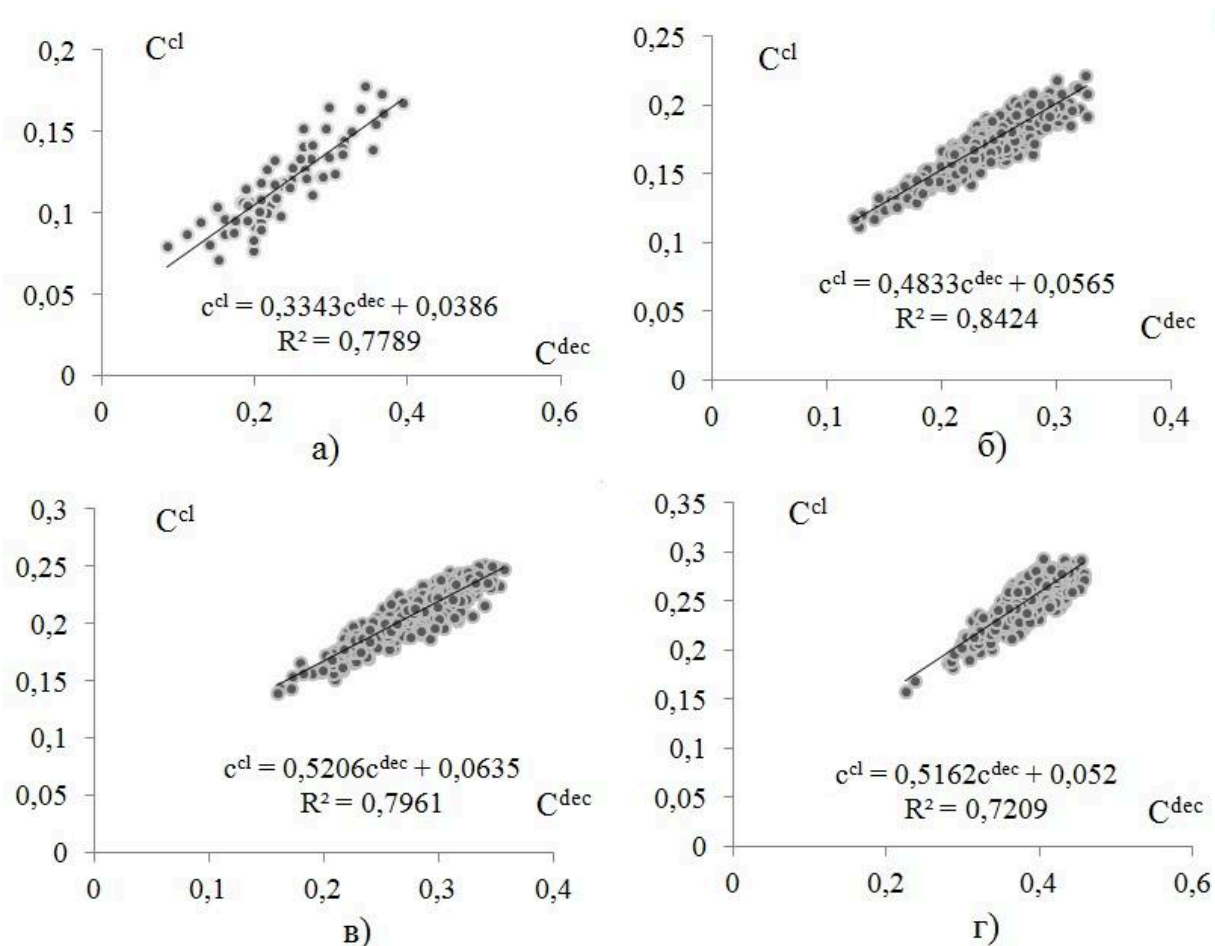 C^cl
0,2
0,15
0,1
0,05
0
c^cl = 0,3343c^dec + 0,0386
R² = 0,7789
C^dec
0
0,2
0,4
0,6
а)
C^cl
0,25
0,2
0,15
0,1
0,05
0
c^cl = 0,4833c^dec + 0,0565
R² = 0,8424
C^dec
0
0,1
0,2
0,3
0,4
б)
C^cl
0,3
0,25
0,2
0,15
0,1
0,05
0
c^cl = 0,5206c^dec + 0,0635
R² = 0,7961
C^dec
0
0,1
0,2
0,3
0,4
в)
C^cl
0,35
0,3
0,25
0,2
0,15
0,1
0,05
0
c^cl = 0,5162c^dec + 0,052
R² = 0,7209
C^dec
0
0,2
0,4
0,6
г)